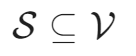 𝒮 ⊆ 𝒱